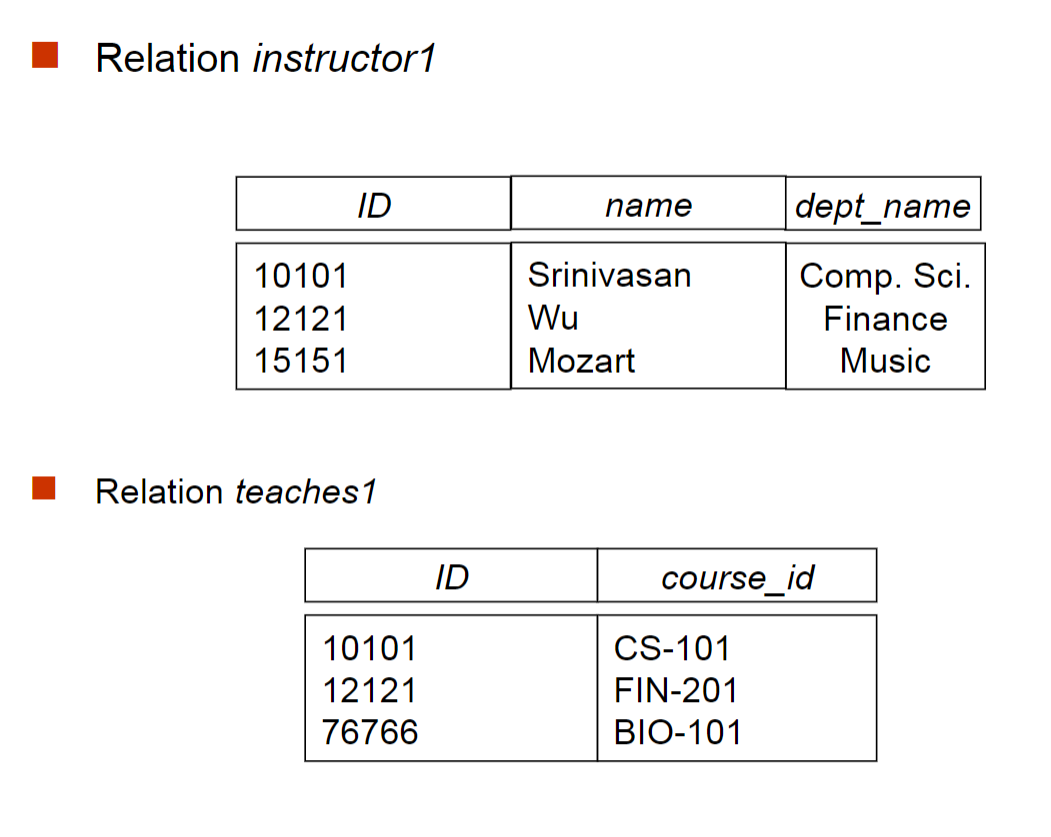 Relation instructor1
ID name dept_name
10101 Srinivasan Comp. Sci.
12121 Wu Finance
15151 Mozart Music
Relation teaches1
ID course_id
10101 CS-101
12121 FIN-201
76766 BIO-101